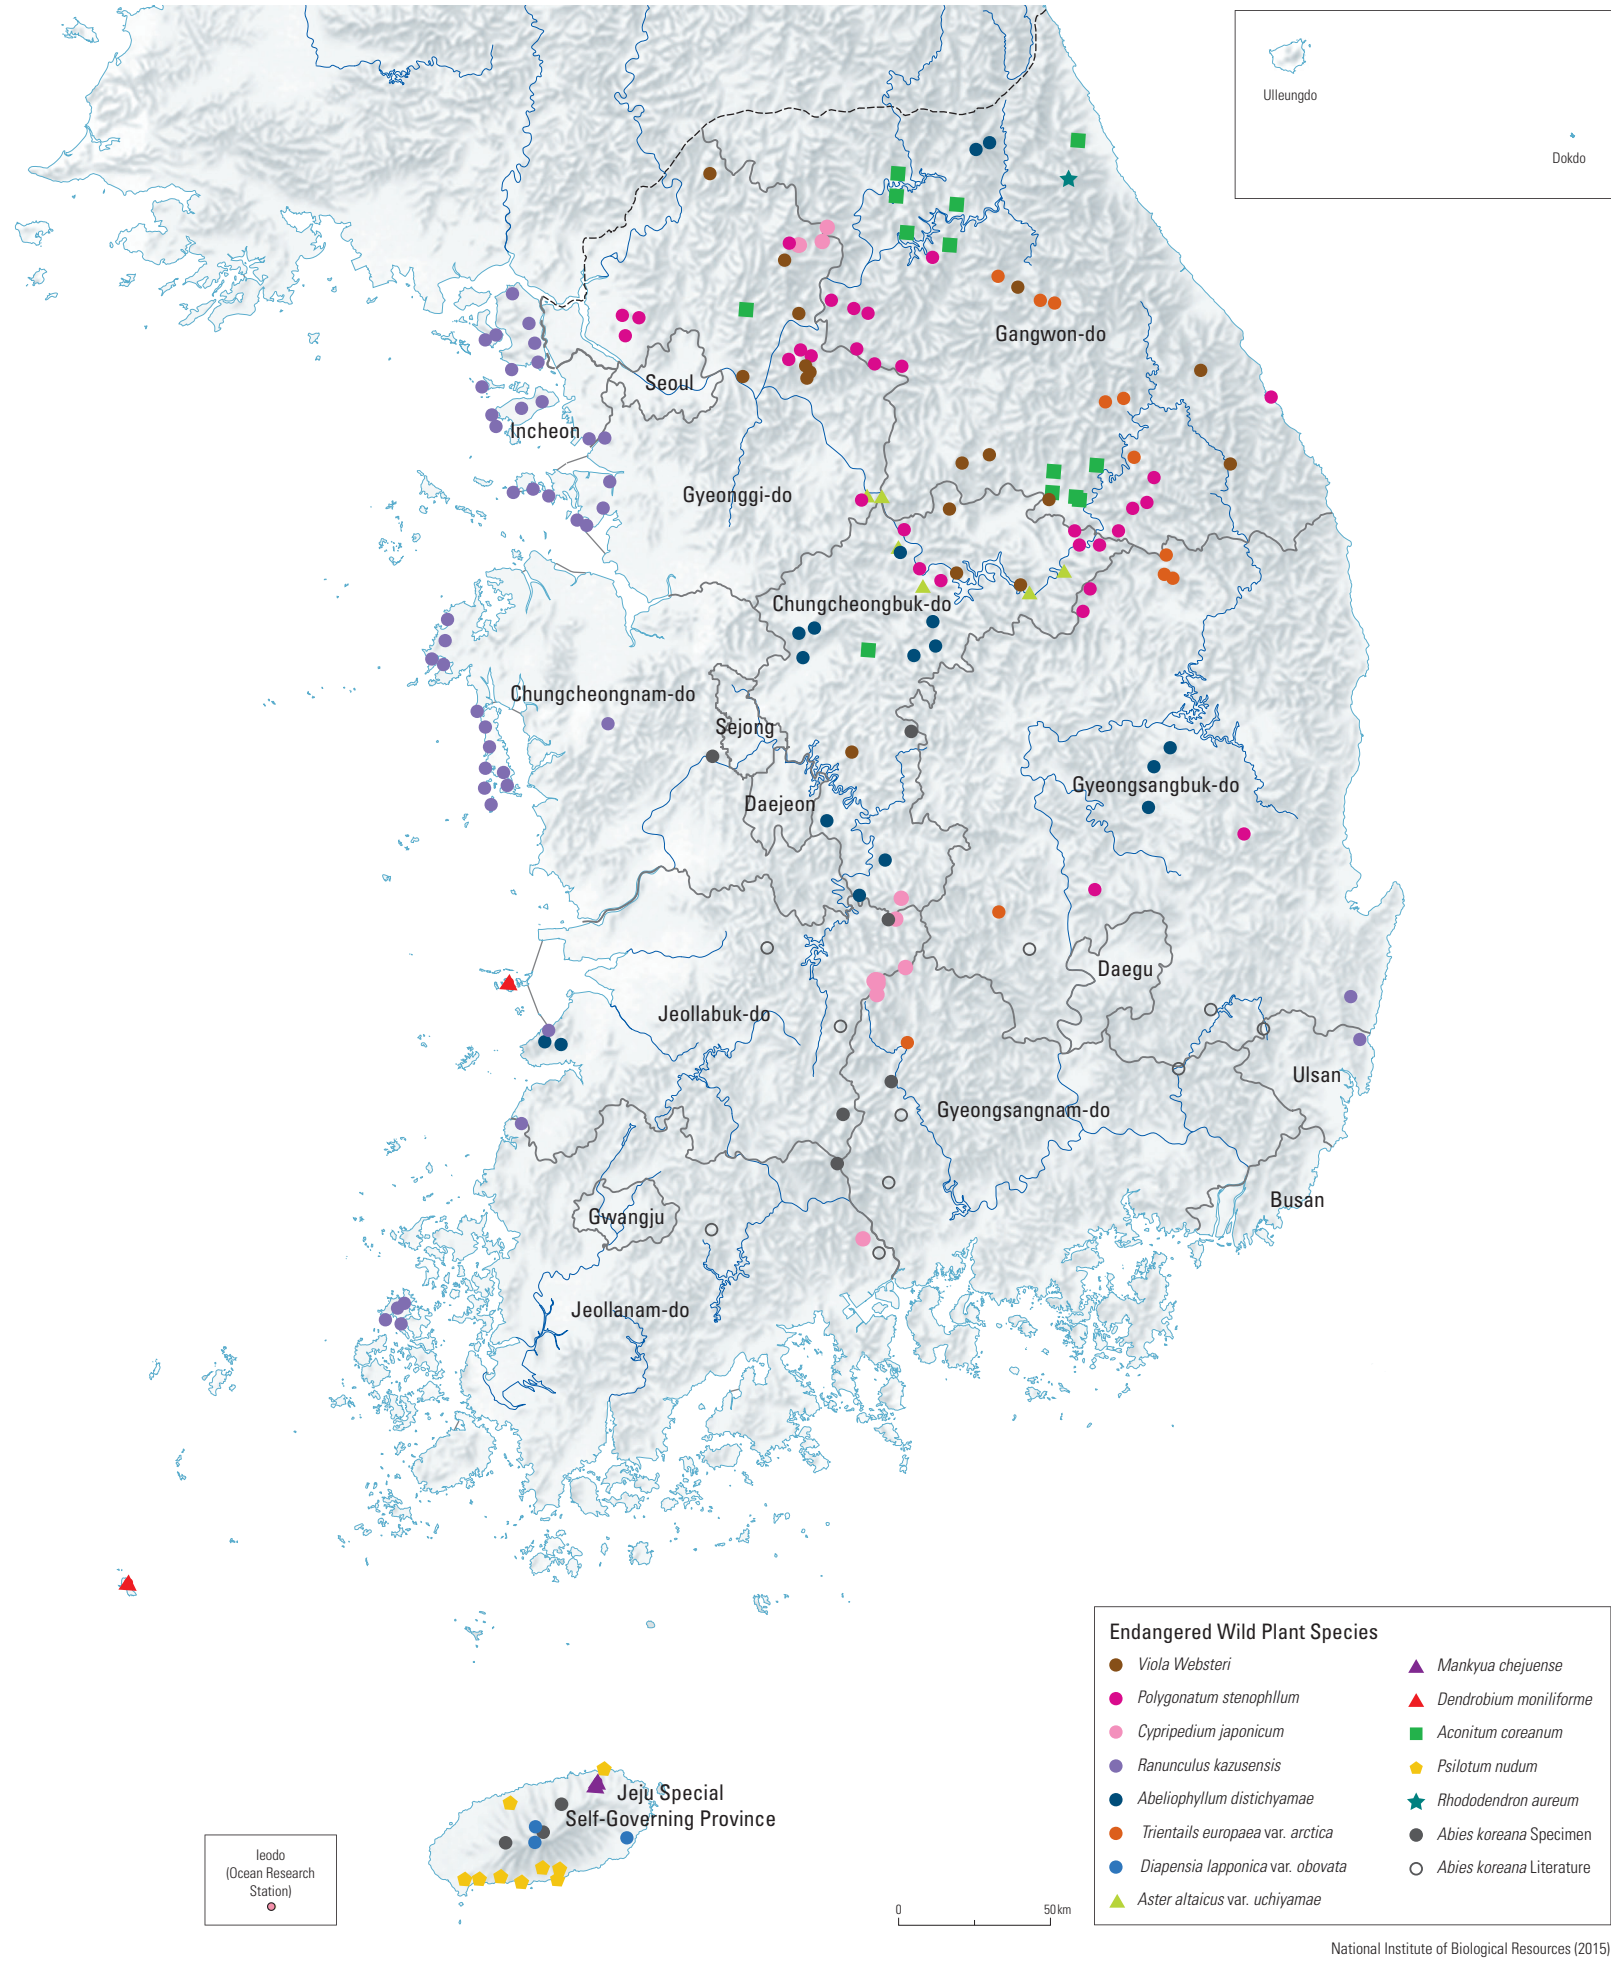 Ulleungdo
Dokdo
Gangwon-do
Seoul
Incheon
Gyeonggi-do
Chungcheongbuk-do
Chungcheongnam-do
Sejong
Gyeongsangbuk-do
Daejeon
Daegu
Jeollabuk-do
Ulsan
Gyeongsangnam-do
Busan
Gwangju
Jeollanam-do
Jeju Special
Self-Governing Province
Ieodo
(Ocean Research
Station)
0 50 km
Endangered Wild Plant Species
Viola Websteri
Polygonatum stenophllum
Cypripedium japonicum
Ranunculus kazusensis
Abeliophyllum distichyamae
Trientails europaea var. arctica
Diapensia lapponica var. obovata
Aster altaicus var. uchiyamae
Mankyua chejuense
Dendrobium moniliforme
Aconitum coreanum
Psilotum nudum
Rhododendron aureum
Abies koreana Specimen
Abies koreana Literature
National Institute of Biological Resources (2015)